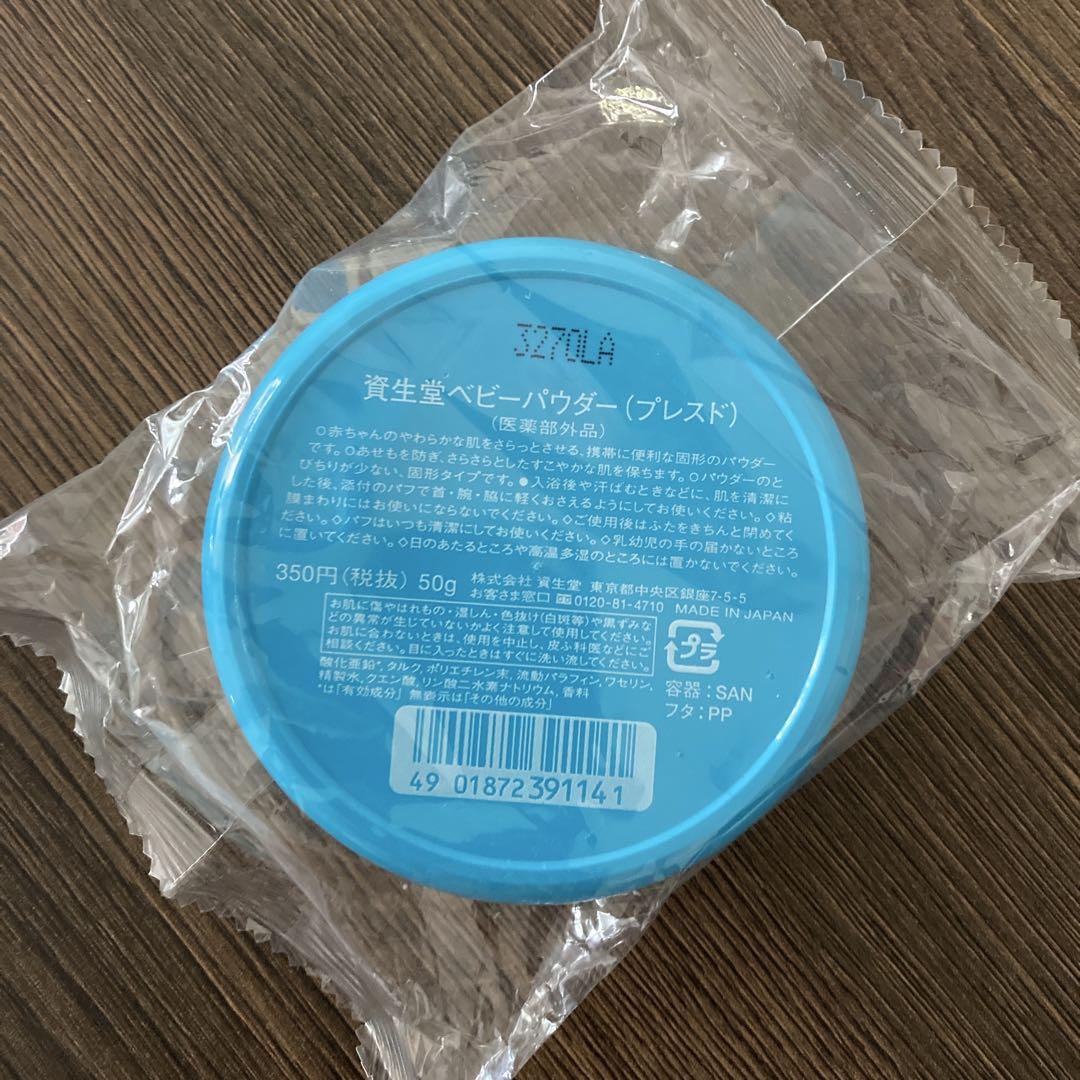 3270LA
資生堂ベビーパウダー(プレスド)
(医薬部外品)
○赤ちゃんのやわらかな肌をさらっとさせる、携帯に便利な固形のパウダー
です。○あせもを防ぎ、さらさらとしたすこやかな肌を保ちます。○パウダーのと
びちりが少ない、固形タイプです。●入浴後や汗ばむときなどに、肌を清潔に
した後、添付のパフで首・腕・脇に軽くおさえるようにしてお使いください。◇粘
膜まわりにはお使いにならないでください。◇ご使用後はふたをきちんと閉めてく
ださい。◇パフはいつも清潔にしてお使いください。◇乳幼児の手の届かないところ
に置いてください。◇日のあたるところや高温多湿のところには置かないでください。
350円(税抜) 50g 株式会社 資生堂 東京都中央区銀座7-5-5
お客さま窓口 0120-81-4710 MADE IN JAPAN
お肌に傷やはれもの・湿しん・色抜け(白斑等)や黒ずみな
どの異常が生じていないかよく注意して使用してください。
お肌に合わないときは、使用を中止し、皮ふ科医などにご
相談ください。目に入ったときはすぐに洗い流してください。
プラ
酸化亜鉛*, タルク, ポリエチレン末, 流動パラフィン, ワセリン,
精製水, クエン酸, リン酸二水素ナトリウム, 香料
*は「有効成分」 無表示は「その他の成分」
容器:SAN
フタ:PP
49 01872391141